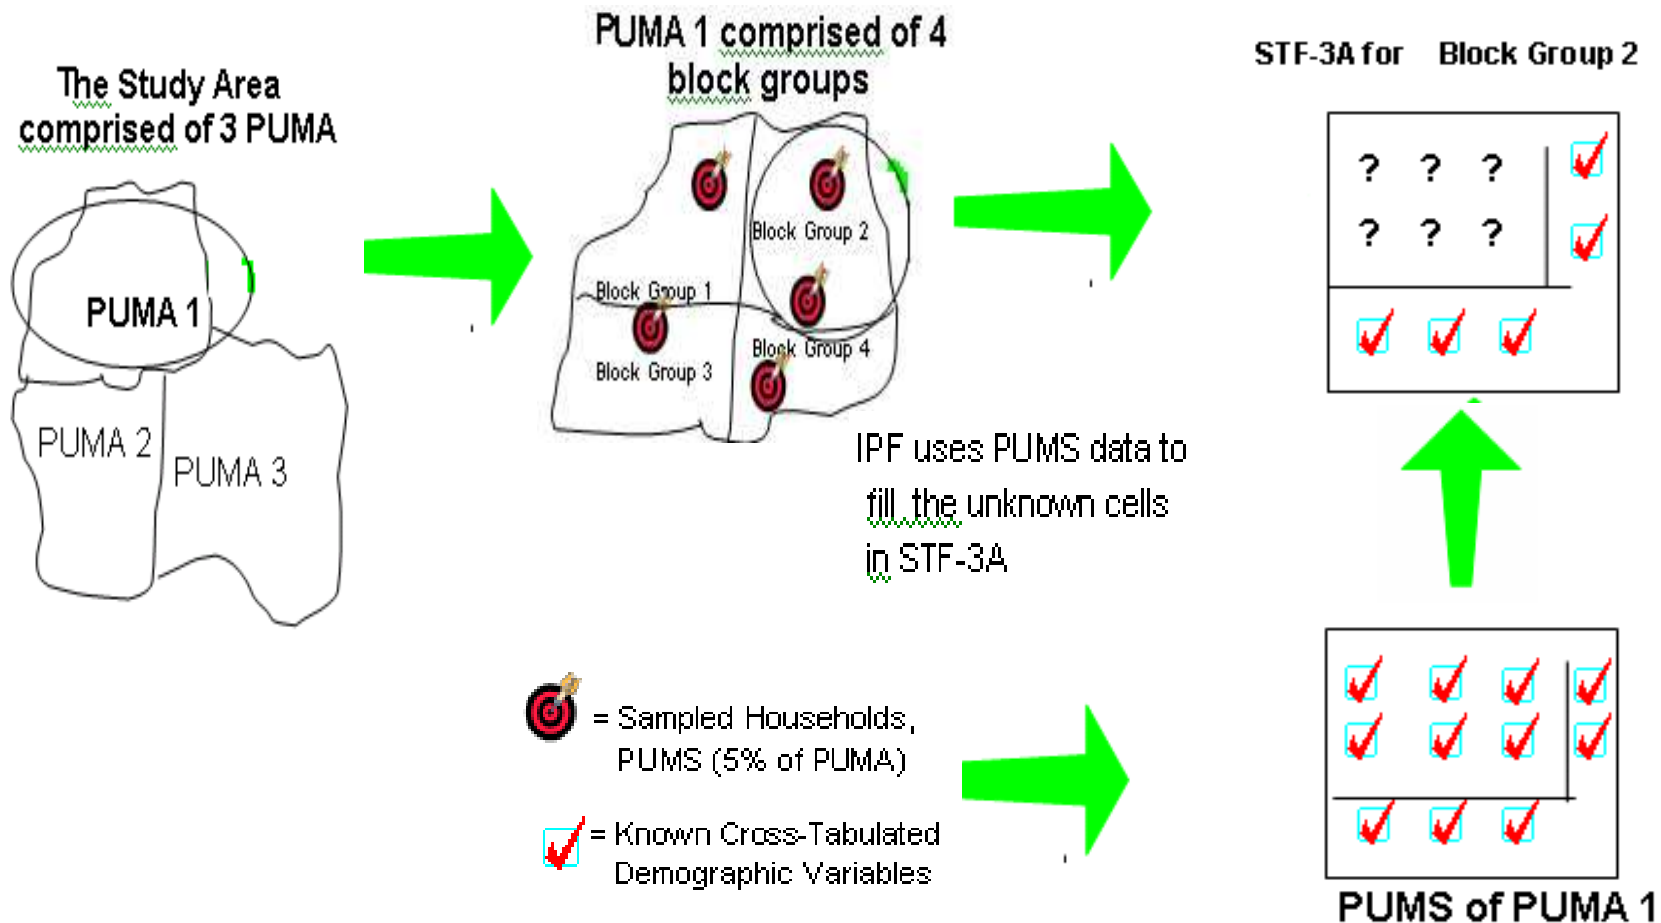 The Study Area
comprised of 3 PUMA
PUMA 1
PUMA 2
PUMA 3
PUMA 1 comprised of 4
block groups
Block Group 1
Block Group 2
Block Group 3
Block Group 4
STF-3A for Block Group 2
? ? ?
? ? ?
IPF uses PUMS data to
fill the unknown cells
in STF-3A
= Sampled Households,
PUMS (5% of PUMA)
= Known Cross-Tabulated
Demographic Variables
PUMS of PUMA 1